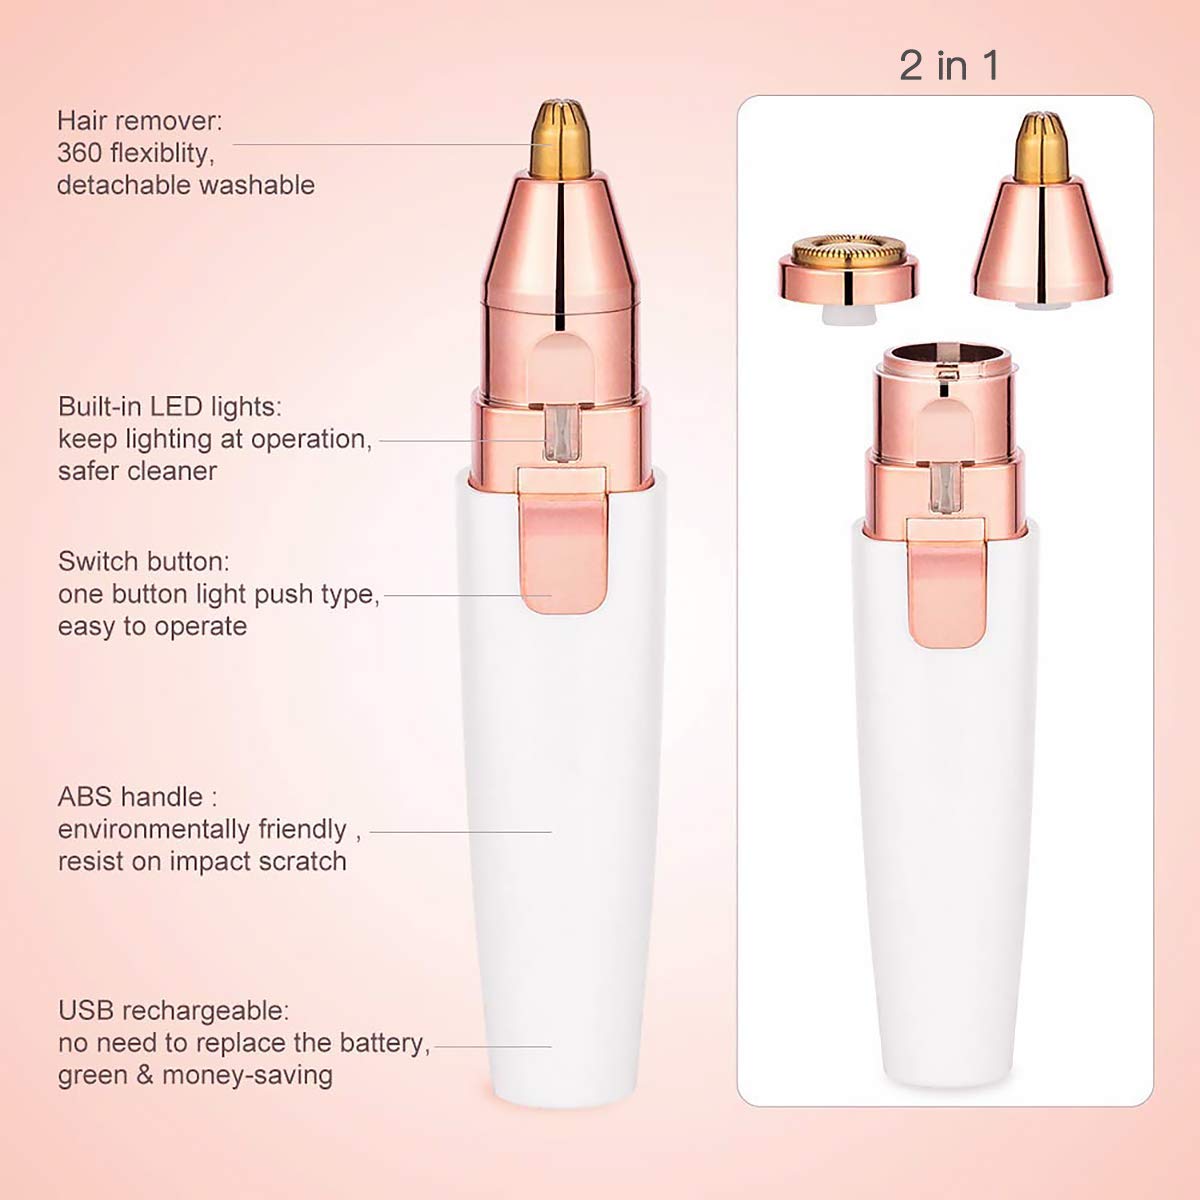 2 in 1
Hair remover:
360 flexiblity,
detachable washable
Built-in LED lights:
keep lighting at operation,
safer cleaner
Switch button:
one button light push type,
easy to operate
ABS handle :
environmentally friendly ,
resist on impact scratch
USB rechargeable:
no need to replace the battery,
green & money-saving